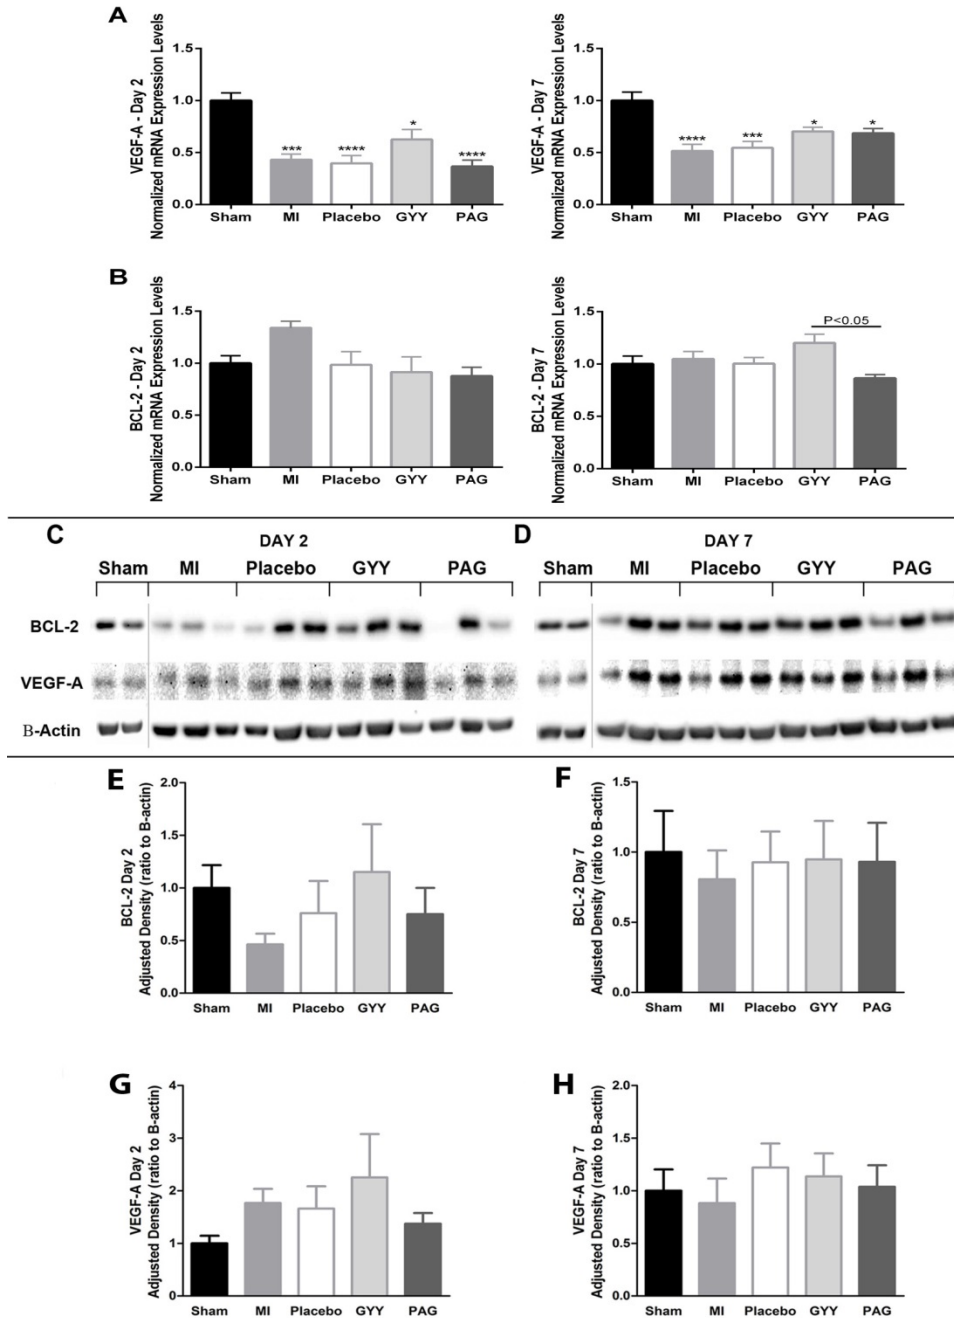 A
VEGF-A - Day 2
Normalized mRNA Expression Levels
1.5
1.0
0.5
0.0
***
****
*
****
Sham MI Placebo GYY PAG
VEGF-A - Day 7
Normalized mRNA Expression Levels
1.5
1.0
0.5
0.0
****
***
*
*
Sham MI Placebo GYY PAG
B
BCL-2 - Day 2
Normalized mRNA Expression Levels
1.5
1.0
0.5
0.0
Sham MI Placebo GYY PAG
BCL-2 - Day 7
Normalized mRNA Expression Levels
1.5
1.0
0.5
0.0
P<0.05
Sham MI Placebo GYY PAG
C
DAY 2
Sham MI Placebo GYY PAG
D
DAY 7
Sham MI Placebo GYY PAG
BCL-2
VEGF-A
B-Actin
E
BCL-2 Day 2
Adjusted Density (ratio to B-actin)
2.0
1.5
1.0
0.5
0.0
Sham MI Placebo GYY PAG
F
BCL-2 Day 7
Adjusted Density (ratio to B-actin)
1.5
1.0
0.5
0.0
Sham MI Placebo GYY PAG
G
VEGF-A Day 2
Adjusted Density (ratio to B-actin)
4
3
2
1
0
Sham MI Placebo GYY PAG
H
VEGF-A Day 7
Adjusted Density (ratio to B-actin)
2.0
1.5
1.0
0.5
0.0
Sham MI Placebo GYY PAG